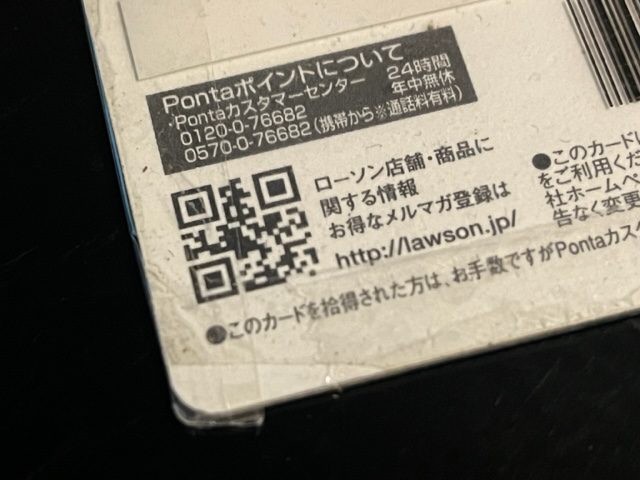 Pontaポイントについて
・Pontaカスタマーセンター
24時間
年中無休
0120-0-76682
0570-0-76682(携帯から※通話料有料)
ローソン店舗・商品に
関する情報
お得なメルマガ登録は
http://lawson.jp/
●このカードは
をご利用くだ
社ホームペ
告なく変更
●このカードを拾得された方は、お手数ですがPontaカス